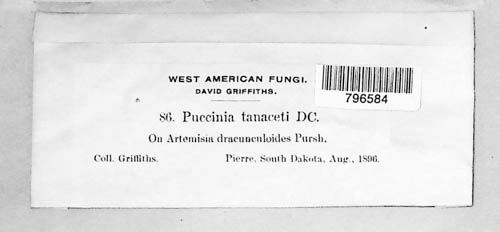 WEST AMERICAN FUNGI.
DAVID GRIFFITHS.
796584
86. Puccinia tanaceti DC.
On Artemisia dracunculoides Pursh.
Coll. Griffiths. Pierre, South Dakota, Aug., 1896.